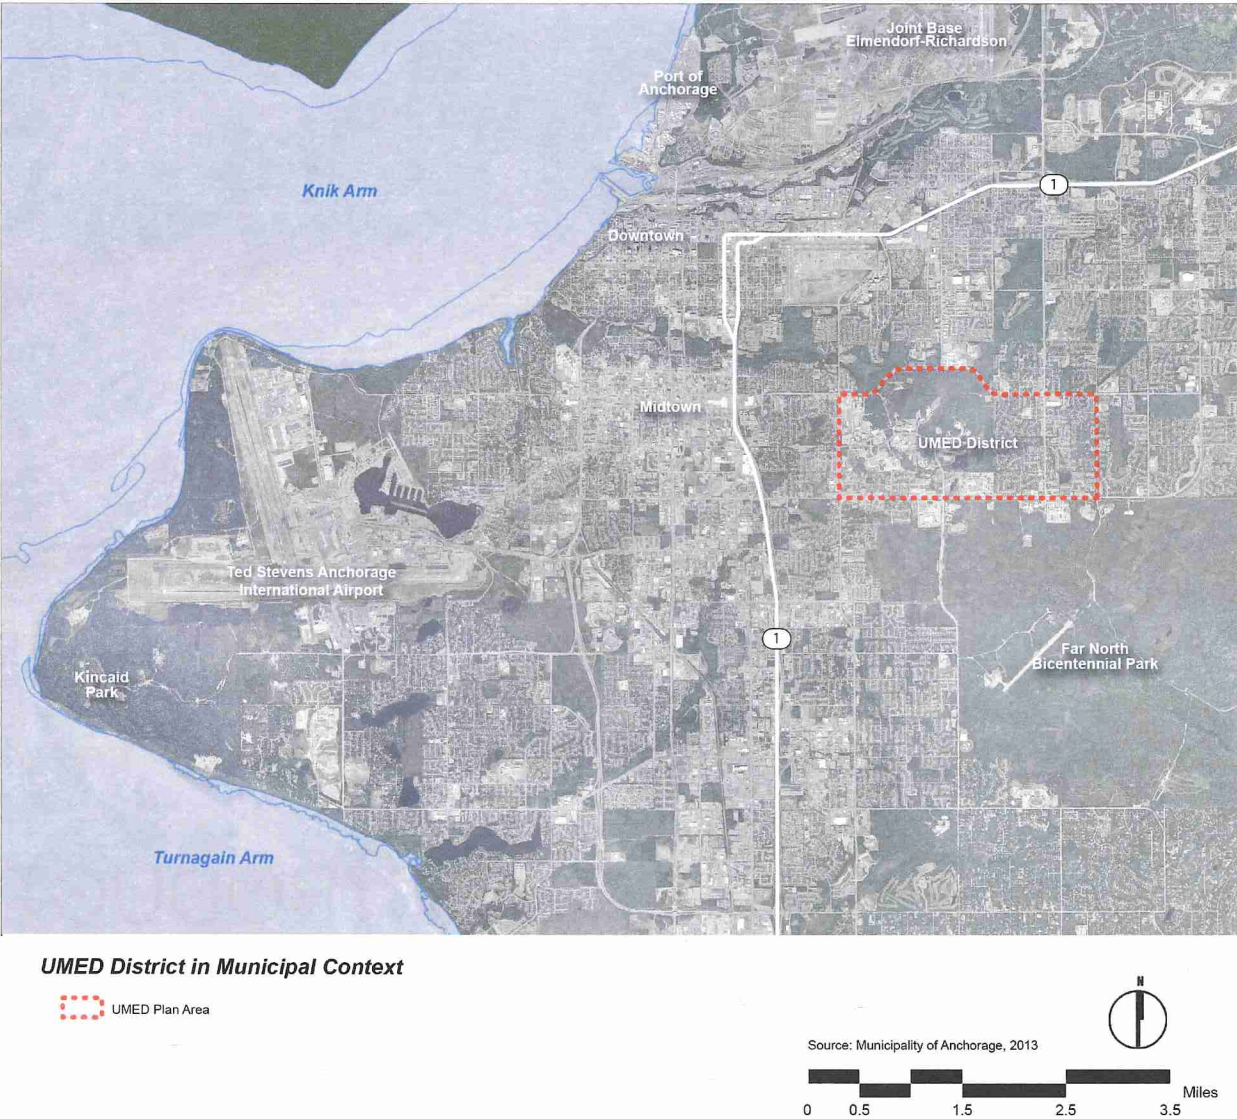 Joint Base
Elmendorf-Richardson
Port of
Anchorage
Knik Arm
1
Downtown
Midtown
UMED District
Ted Stevens Anchorage
International Airport
1
Far North
Bicentennial Park
Kincaid
Park
Turnagain Arm
UMED District in Municipal Context
UMED Plan Area
N
Source: Municipality of Anchorage, 2013
Miles
0 0.5 1.5 2.5 3.5